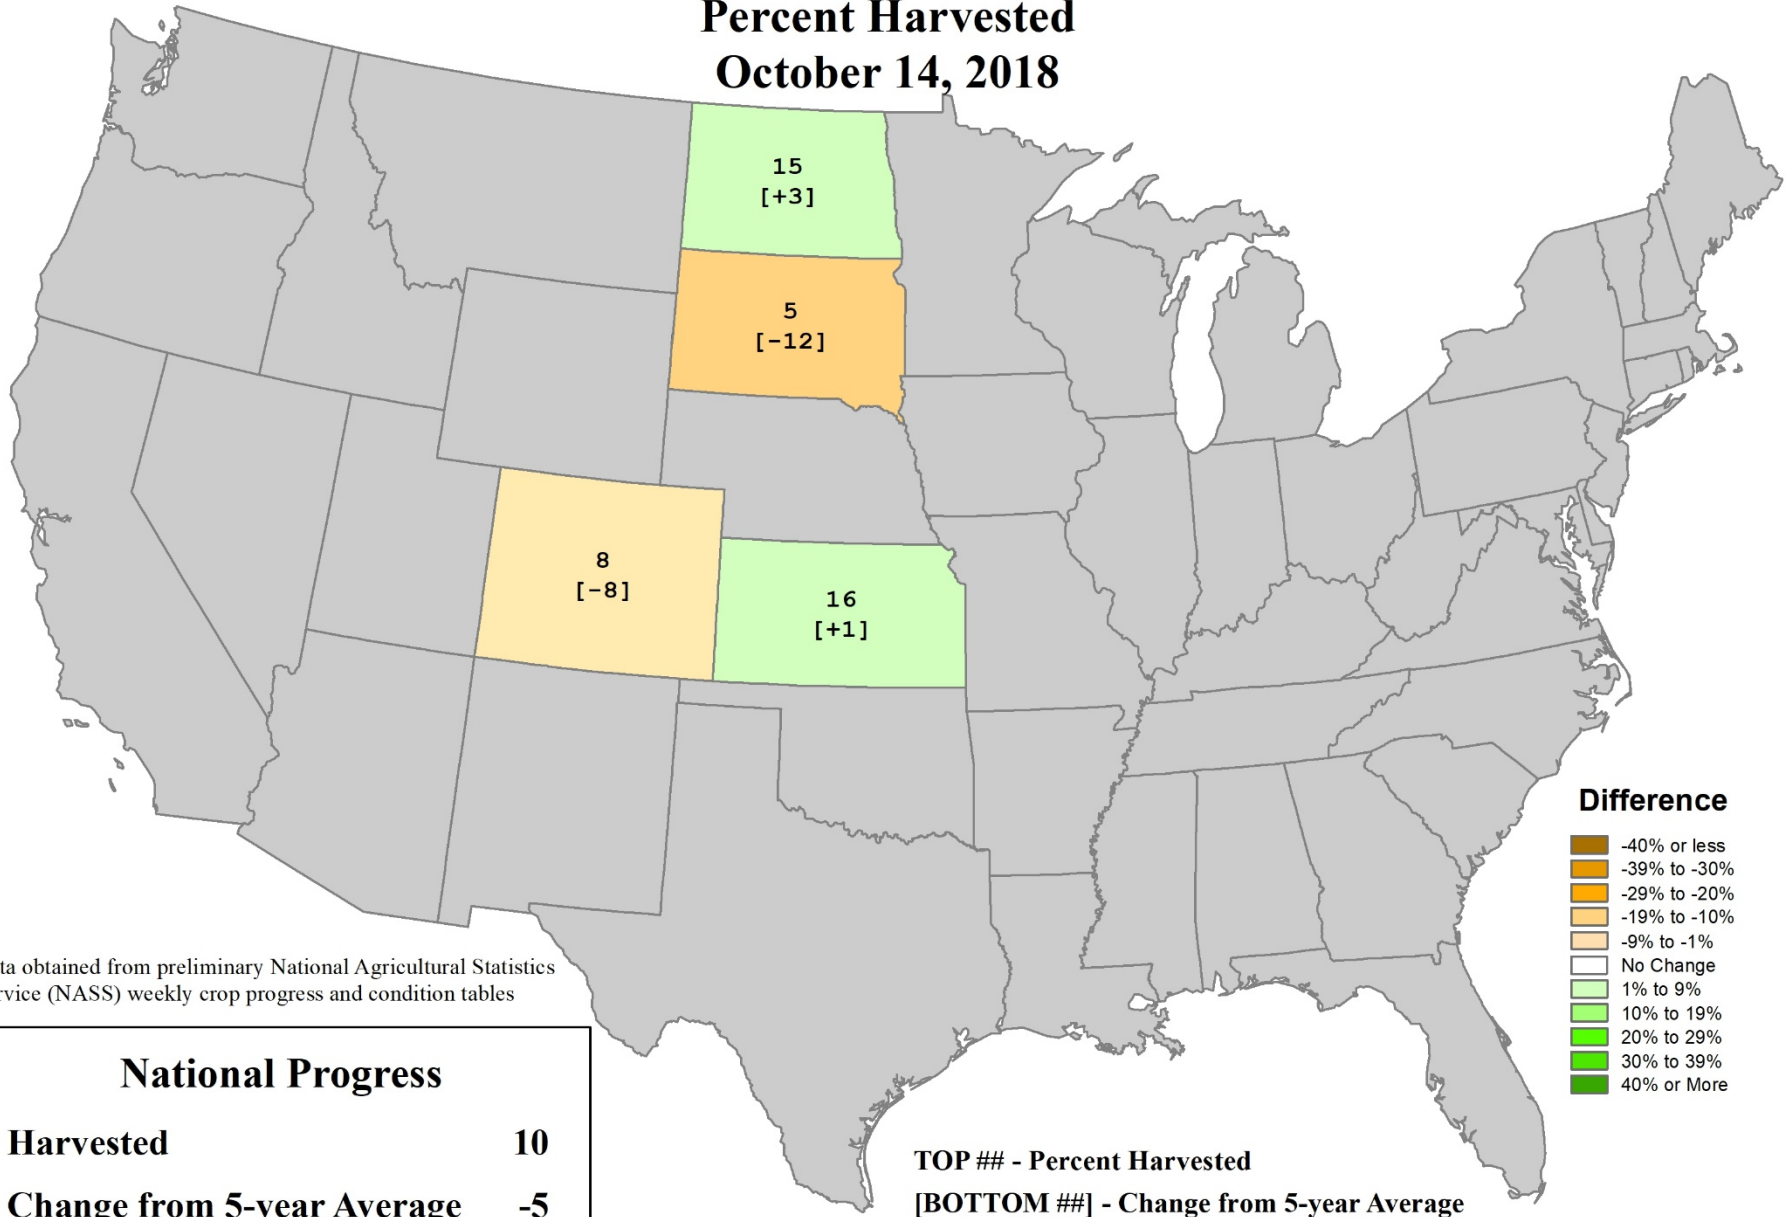 Percent Harvested
October 14, 2018
15
[+3]
5
[-12]
8
[-8]
16
[+1]
Difference
-40% or less
-39% to -30%
-29% to -20%
-19% to -10%
-9% to -1%
No Change
1% to 9%
10% to 19%
20% to 29%
30% to 39%
40% or More
ta obtained from preliminary National Agricultural Statistics
rvice (NASS) weekly crop progress and condition tables
National Progress
Harvested 10
Change from 5-year Average -5
TOP ## - Percent Harvested
[BOTTOM ##] - Change from 5-year Average